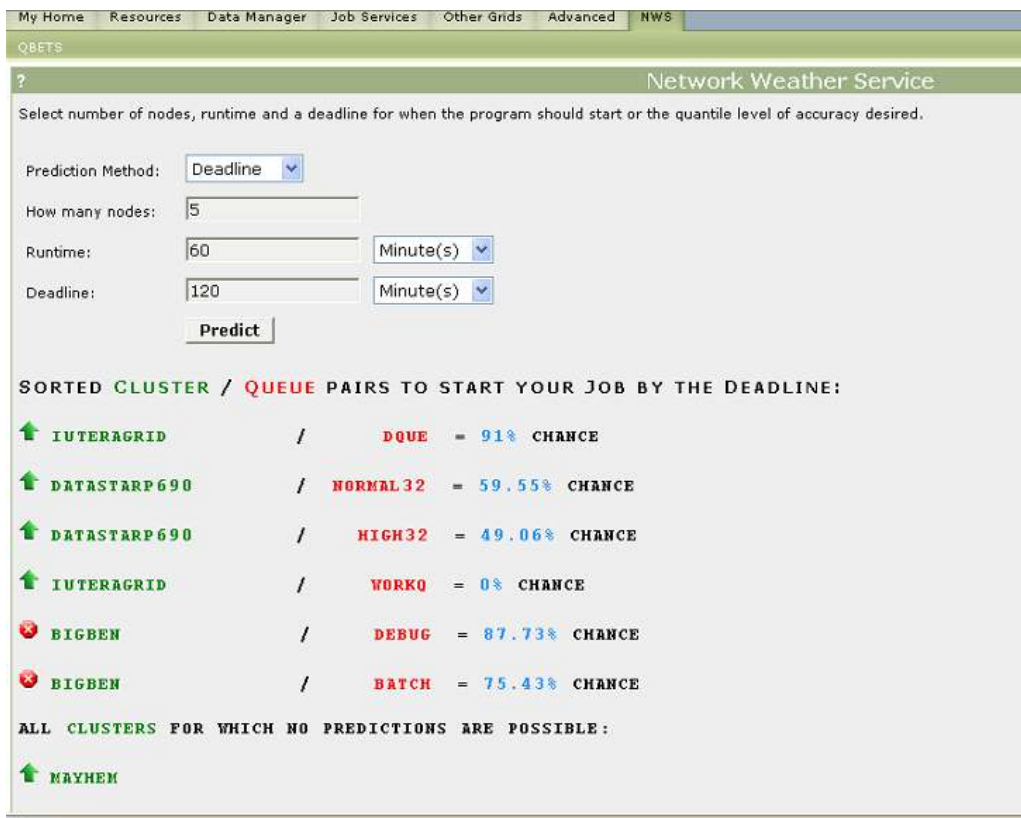 My Home Resources Data Manager Job Services Other Grids Advanced NWS
QBETS
? Network Weather Service
Select number of nodes, runtime and a deadline for when the program should start or the quantile level of accuracy desired.
Prediction Method: Deadline
How many nodes: 5
Runtime: 60 Minute(s)
Deadline: 120 Minute(s)
Predict
SORTED CLUSTER / QUEUE PAIRS TO START YOUR JOB BY THE DEADLINE:
IUTERAGRID / DQUE = 91% CHANCE
DATASTARP690 / NORMAL32 = 59.55% CHANCE
DATASTARP690 / HIGH32 = 49.06% CHANCE
IUTERAGRID / WORKQ = 0% CHANCE
BIGBEN / DEBUG = 87.73% CHANCE
BIGBEN / BATCH = 75.43% CHANCE
ALL CLUSTERS FOR WHICH NO PREDICTIONS ARE POSSIBLE:
MAYHEM